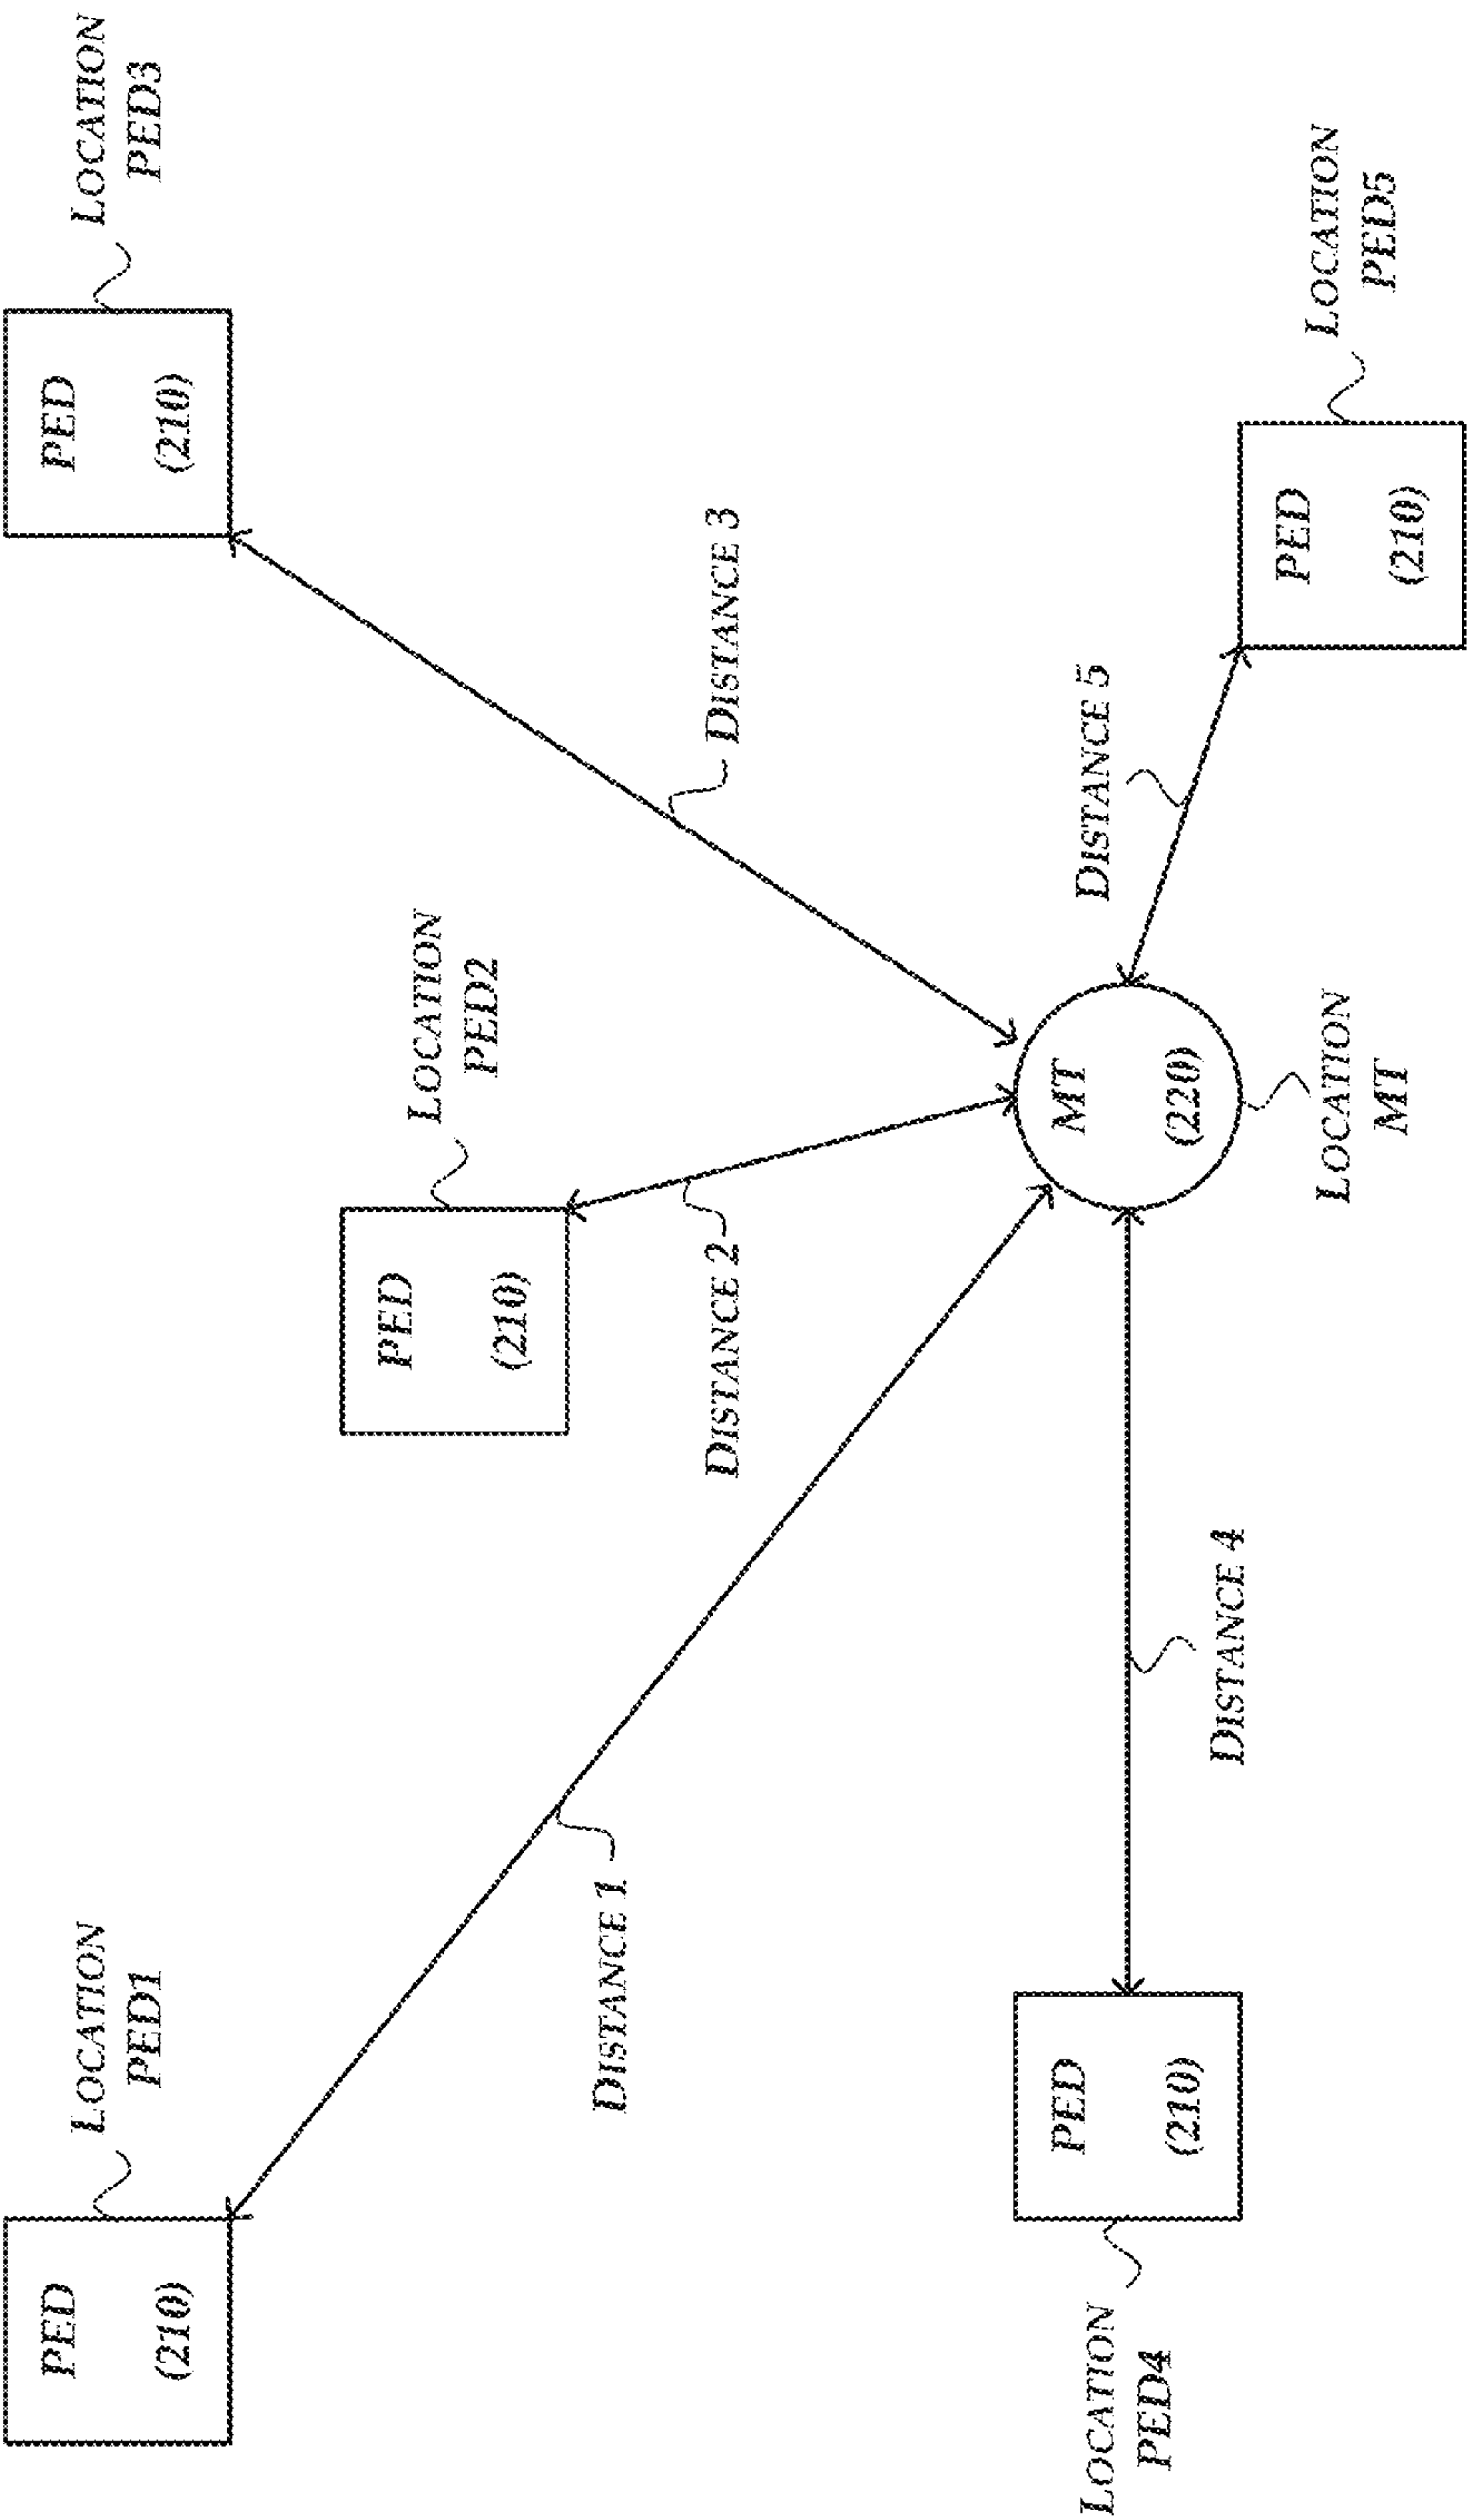 PED
(210)
LOCATION
PED1
DISTANCE 1
PED
(210)
LOCATION
PED2
DISTANCE 2
PED
(210)
LOCATION
PED3
DISTANCE 3
LOCATION
PED4
PED
(210)
DISTANCE 4
MT
(220)
LOCATION
MT
DISTANCE 5
PED
(210)
LOCATION
PED5